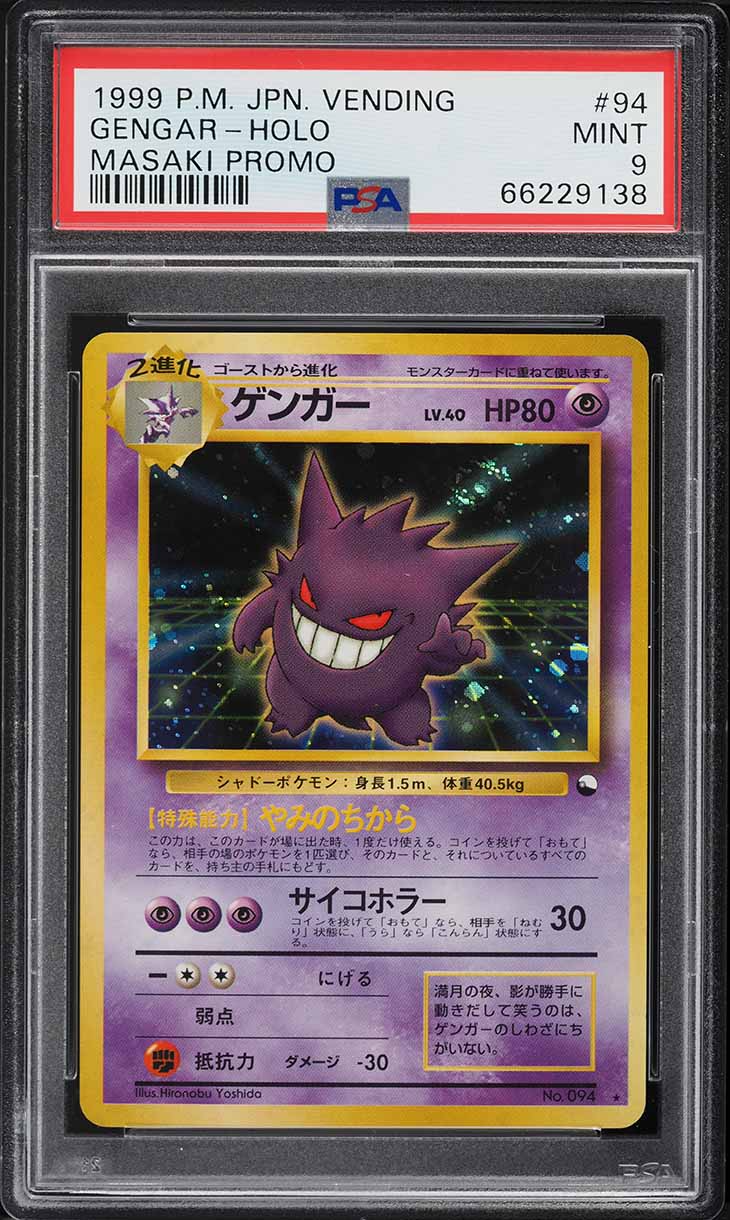 1999 P.M. JPN. VENDING #94
GENGAR-HOLO MINT
MASAKI PROMO 9
PSA 66229138
2進化 ゴーストから進化 モンスターカードに重ねて使います。
ゲンガー LV.40 HP80
シャドーポケモン：身長1.5m、体重40.5kg
【特殊能力】やみのちから
この力は、このカードが場に出た時、1度だけ使える。コインを投げて「おもて」
なら、相手の場のポケモンを1匹選び、そのカードと、それについているすべての
カードを、持ち主の手札にもどす。
サイコホラー 30
コインを投げて「おもて」なら、相手を「ねむ
り」状態に、「うら」なら「こんらん」状態にす
る。
にげる
弱点
抵抗力 ダメージ -30
満月の夜、影が勝手に
動きだして笑うのは、
ゲンガーのしわざにち
がいない。
Illus.Hironobu Yoshida No.094 ★
PSA